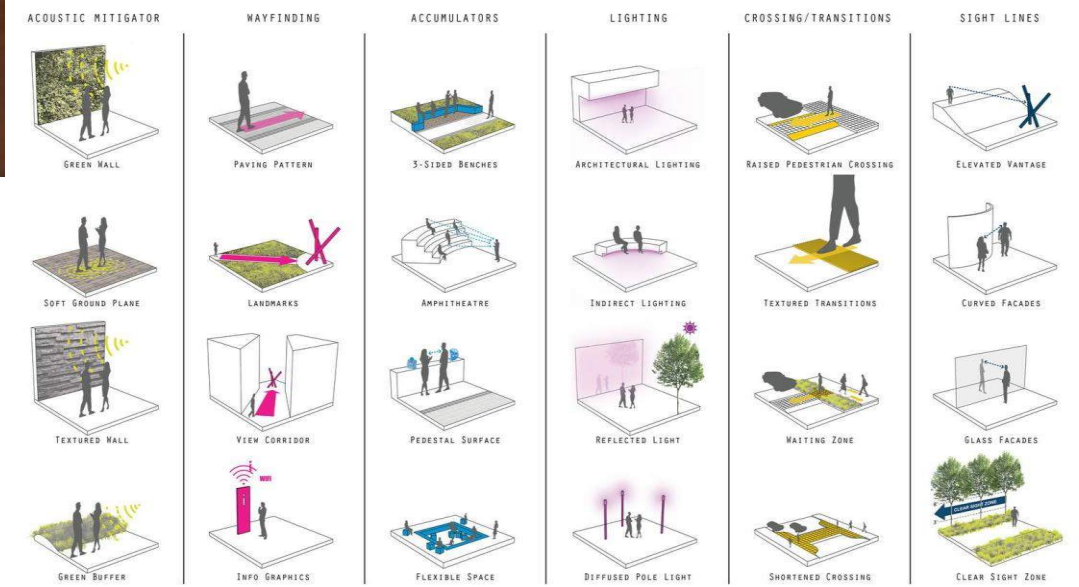 ACOUSTIC MITIGATOR
WAYFINDING
ACCUMULATORS
LIGHTING
CROSSING/TRANSITIONS
SIGHT LINES
GREEN WALL
PAVING PATTERN
3-SIDED BENCHES
ARCHITECTURAL LIGHTING
RAISED PEDESTRIAN CROSSING
ELEVATED VANTAGE
SOFT GROUND PLANE
LANDMARKS
AMPHITHEATRE
INDIRECT LIGHTING
TEXTURED TRANSITIONS
CURVED FACADES
TEXTURED WALL
VIEW CORRIDOR
PEDESTAL SURFACE
REFLECTED LIGHT
WAITING ZONE
GLASS FACADES
WIFI
CLEAR SIGHT ZONE
GREEN BUFFER
INFO GRAPHICS
FLEXIBLE SPACE
DIFFUSED POLE LIGHT
SHORTENED CROSSING
CLEAR SIGHT ZONE